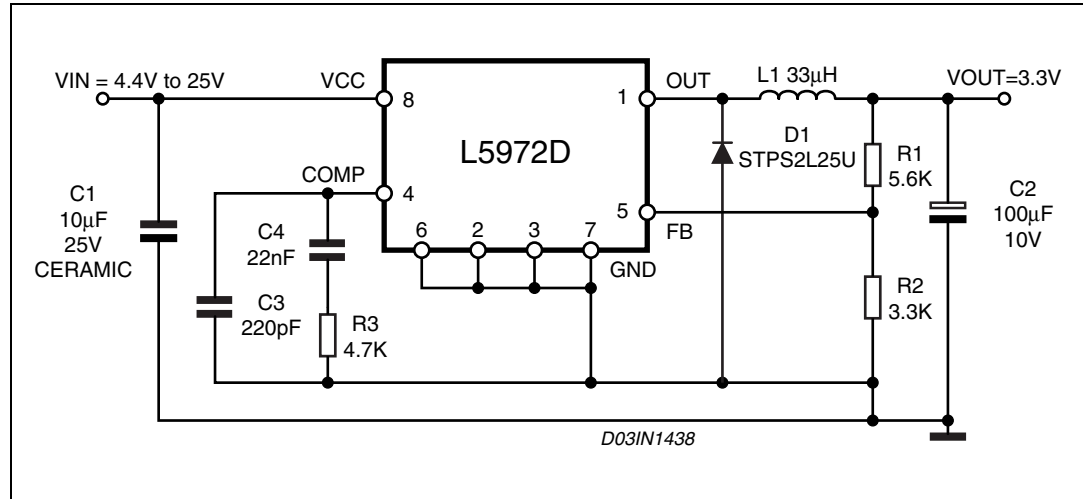 VIN = 4.4V to 25V
VCC
8
1
OUT
L1 33μH
VOUT=3.3V
L5972D
D1
STPS2L25U
R1
5.6K
COMP
4
5
FB
C1
10μF
25V
CERAMIC
C2
100μF
10V
C4
22nF
6
2
3
7
GND
C3
220pF
R3
4.7K
R2
3.3K
D03IN1438